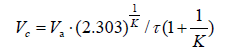 V_c = V_a · (2.303)^{1/K} / τ(1 + 1/K)